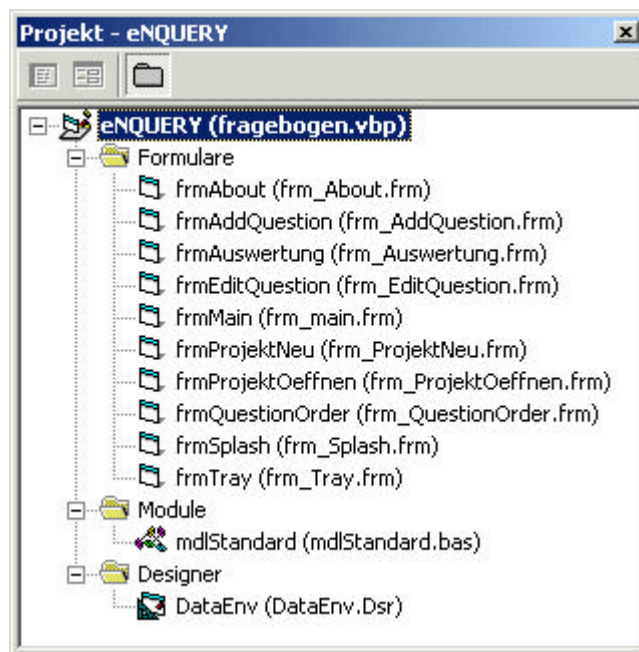 Projekt - eNQUERY
eNQUERY (fragebogen.vbp)
Formulare
frmAbout (frm_About.frm)
frmAddQuestion (frm_AddQuestion.frm)
frmAuswertung (frm_Auswertung.frm)
frmEditQuestion (frm_EditQuestion.frm)
frmMain (frm_main.frm)
frmProjektNeu (frm_ProjektNeu.frm)
frmProjektOeffnen (frm_ProjektOeffnen.frm)
frmQuestionOrder (frm_QuestionOrder.frm)
frmSplash (frm_Splash.frm)
frmTray (frm_Tray.frm)
Module
mdlStandard (mdlStandard.bas)
Designer
DataEnv (DataEnv.Dsr)